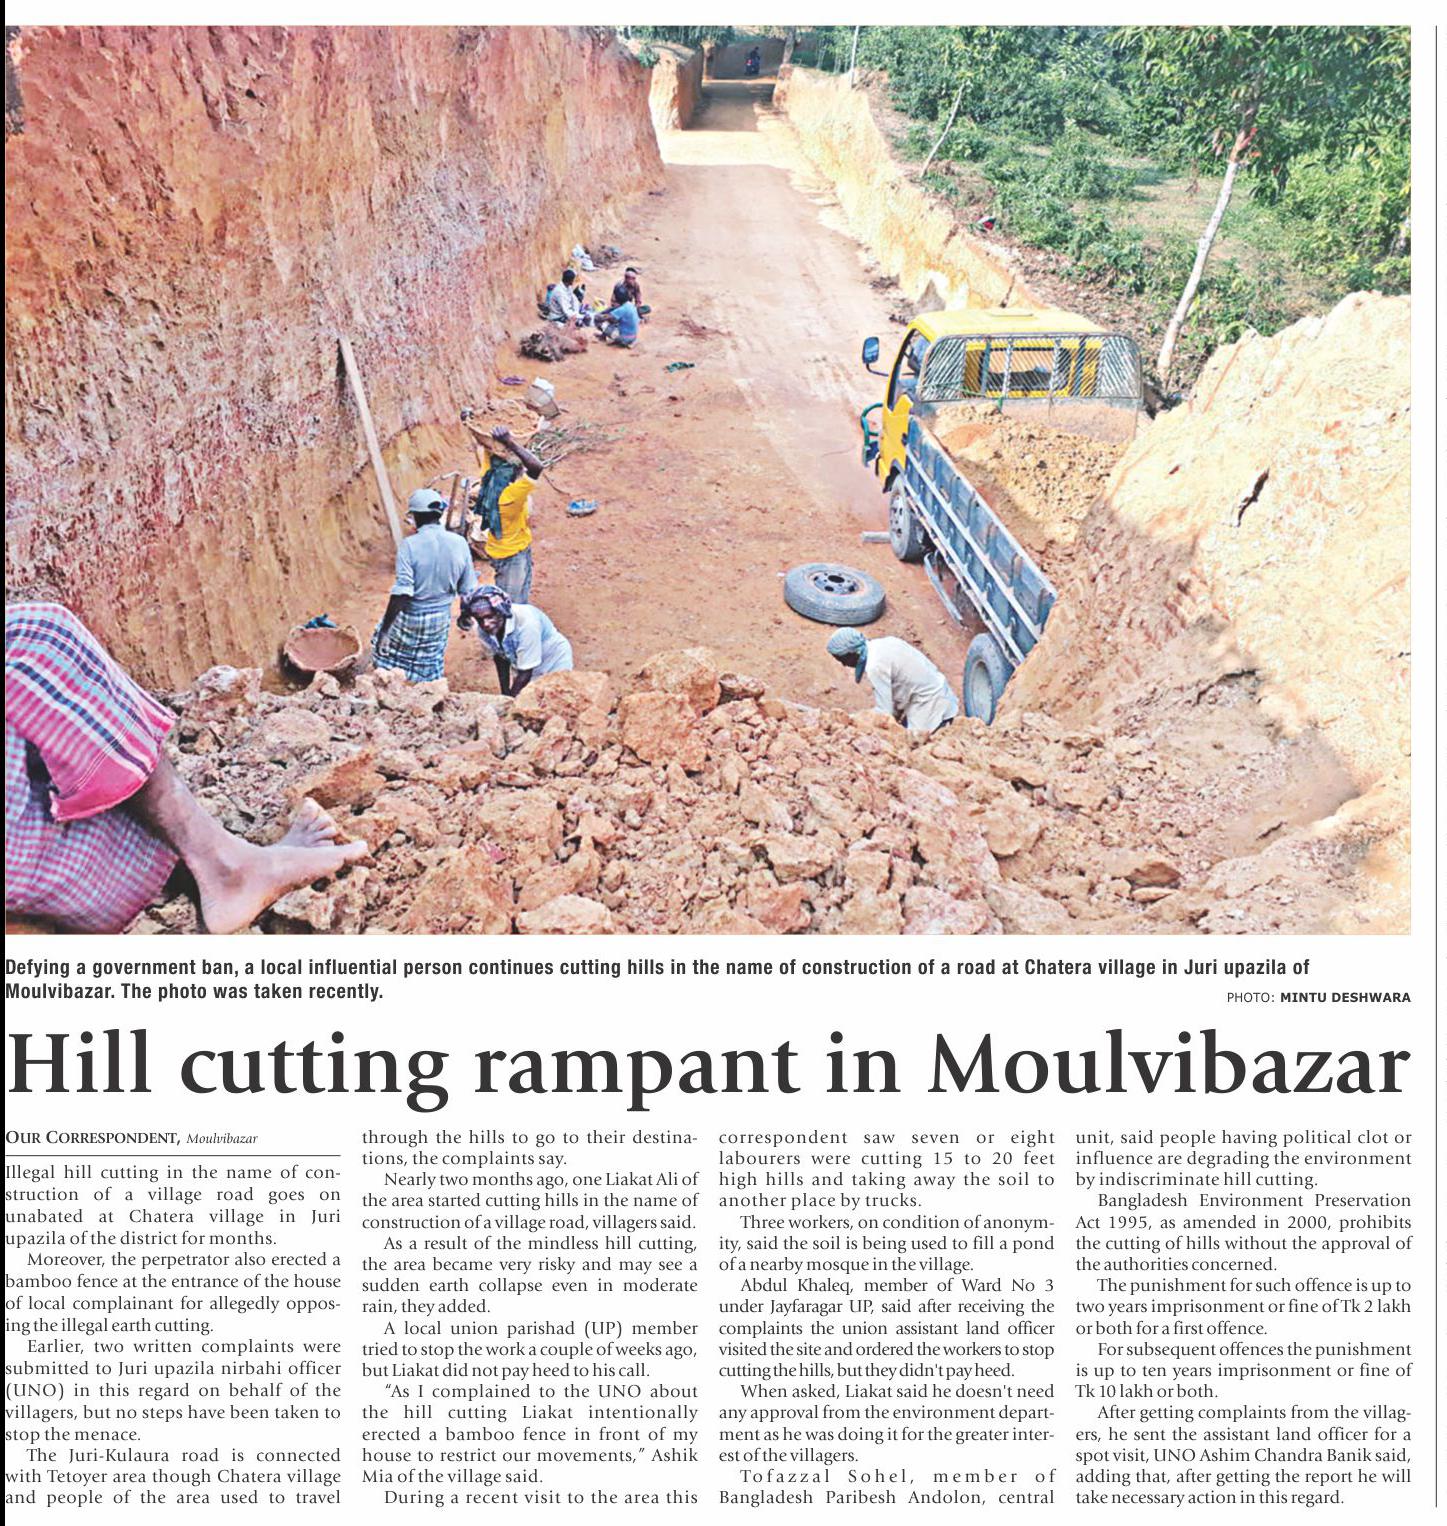 Defying a government ban, a local influential person continues cutting hills in the name of construction of a road at Chatera village in Juri upazila of
Moulvibazar. The photo was taken recently.
PHOTO: MINTU DESHWARA
Hill cutting rampant in Moulvibazar
OUR CORRESPONDENT, Moulvibazar
Illegal hill cutting in the name of con-
struction of a village road goes on
unabated at Chatera village in Juri
upazila of the district for months.
Moreover, the perpetrator also erected a
bamboo fence at the entrance of the house
of local complainant for allegedly oppos-
ing the illegal earth cutting.
Earlier, two written complaints were
submitted to Juri upazila nirbahi officer
(UNO) in this regard on behalf of the
villagers, but no steps have been taken to
stop the menace.
The Juri-Kulaura road is connected
with Tetoyer area though Chatera village
and people of the area used to travel
through the hills to go to their destina-
tions, the complaints say.
Nearly two months ago, one Liakat Ali of
the area started cutting hills in the name of
construction of a village road, villagers said.
As a result of the mindless hill cutting,
the area became very risky and may see a
sudden earth collapse even in moderate
rain, they added.
A local union parishad (UP) member
tried to stop the work a couple of weeks ago,
but Liakat did not pay heed to his call.
“As I complained to the UNO about
the hill cutting Liakat intentionally
erected a bamboo fence in front of my
house to restrict our movements,” Ashik
Mia of the village said.
During a recent visit to the area this
correspondent saw seven or eight
labourers were cutting 15 to 20 feet
high hills and taking away the soil to
another place by trucks.
Three workers, on condition of anonym-
ity, said the soil is being used to fill a pond
of a nearby mosque in the village.
Abdul Khaleq, member of Ward No 3
under Jayfaragar UP, said after receiving the
complaints the union assistant land officer
visited the site and ordered the workers to stop
cutting the hills, but they didn't pay heed.
When asked, Liakat said he doesn't need
any approval from the environment depart-
ment as he was doing it for the greater inter-
est of the villagers.
Tofazzal Sohel, member of
Bangladesh Paribesh Andolon, central
unit, said people having political clot or
influence are degrading the environment
by indiscriminate hill cutting.
Bangladesh Environment Preservation
Act 1995, as amended in 2000, prohibits
the cutting of hills without the approval of
the authorities concerned.
The punishment for such offence is up to
two years imprisonment or fine of Tk 2 lakh
or both for a first offence.
For subsequent offences the punishment
is up to ten years imprisonment or fine of
Tk 10 lakh or both.
After getting complaints from the villag-
ers, he sent the assistant land officer for a
spot visit, UNO Ashim Chandra Banik said,
adding that, after getting the report he will
take necessary action in this regard.